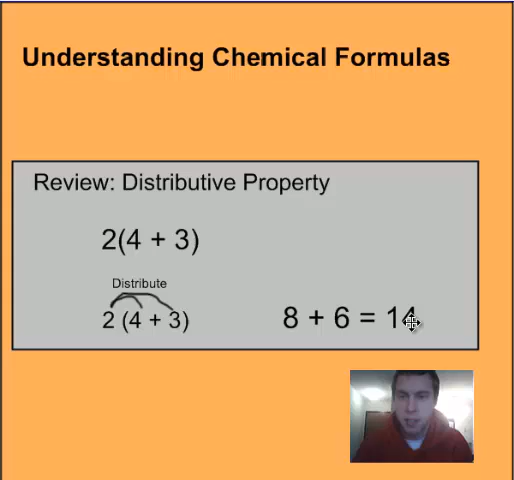 Understanding Chemical Formulas
Review: Distributive Property
2(4 + 3)
Distribute
2 (4 + 3)
8 + 6 = 14